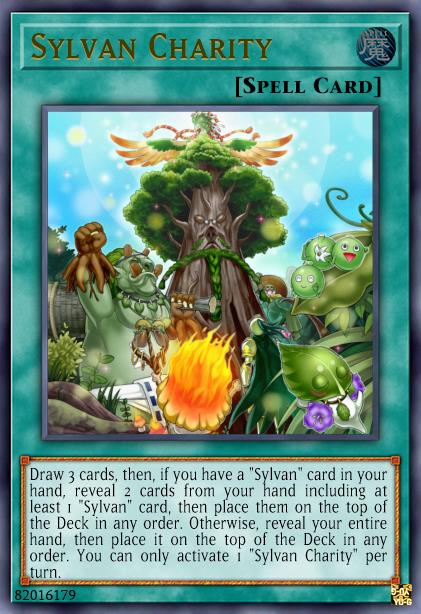 SYLVAN CHARITY
魔
[SPELL CARD]
Draw 3 cards, then, if you have a "Sylvan" card in your
hand, reveal 2 cards from your hand including at
least 1 "Sylvan" card, then place them on the top of
the Deck in any order. Otherwise, reveal your entire
hand, then place it on the top of the Deck in any
order. You can only activate 1 "Sylvan Charity" per
turn.
82016179